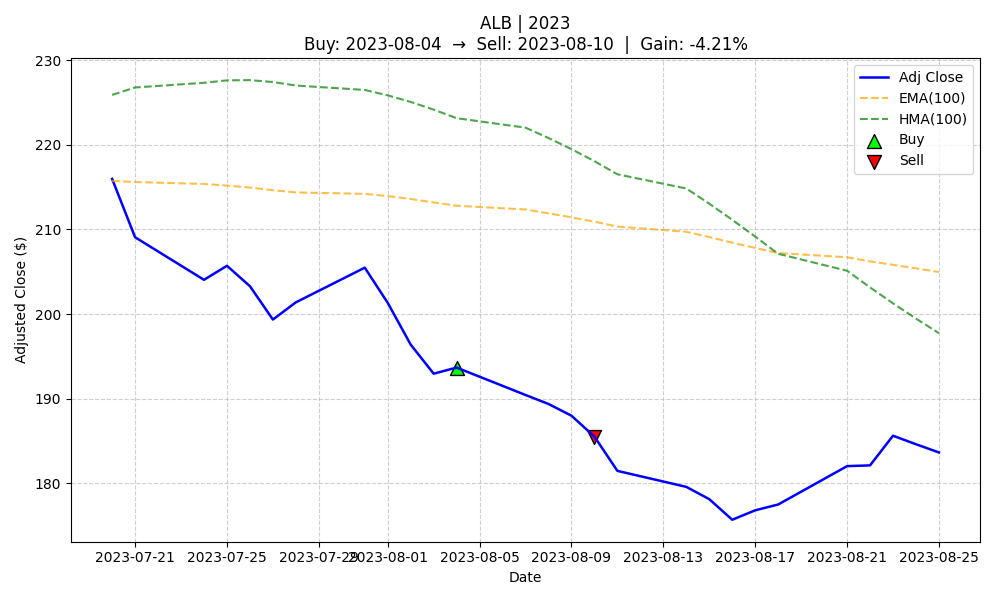 ALB | 2023
Buy: 2023-08-04 → Sell: 2023-08-10 | Gain: -4.21%
Adj Close
EMA(100)
HMA(100)
Buy
Sell
Adjusted Close ($)
230
220
210
200
190
180
2023-07-21 2023-07-25 2023-07-29 2023-08-01 2023-08-05 2023-08-09 2023-08-13 2023-08-17 2023-08-21 2023-08-25
Date